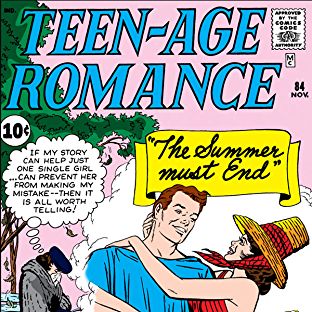 IND.
TEEN-AGE
ROMANCE
APPROVED
BY THE
COMICS
CODE
AUTHORITY
MC
84
NOV.
10¢
"The Summer
must End"
IF MY STORY
CAN HELP JUST
ONE SINGLE GIRL
...CAN PREVENT HER
FROM MAKING MY
MISTAKE--THEN IT
IS ALL WORTH
TELLING!